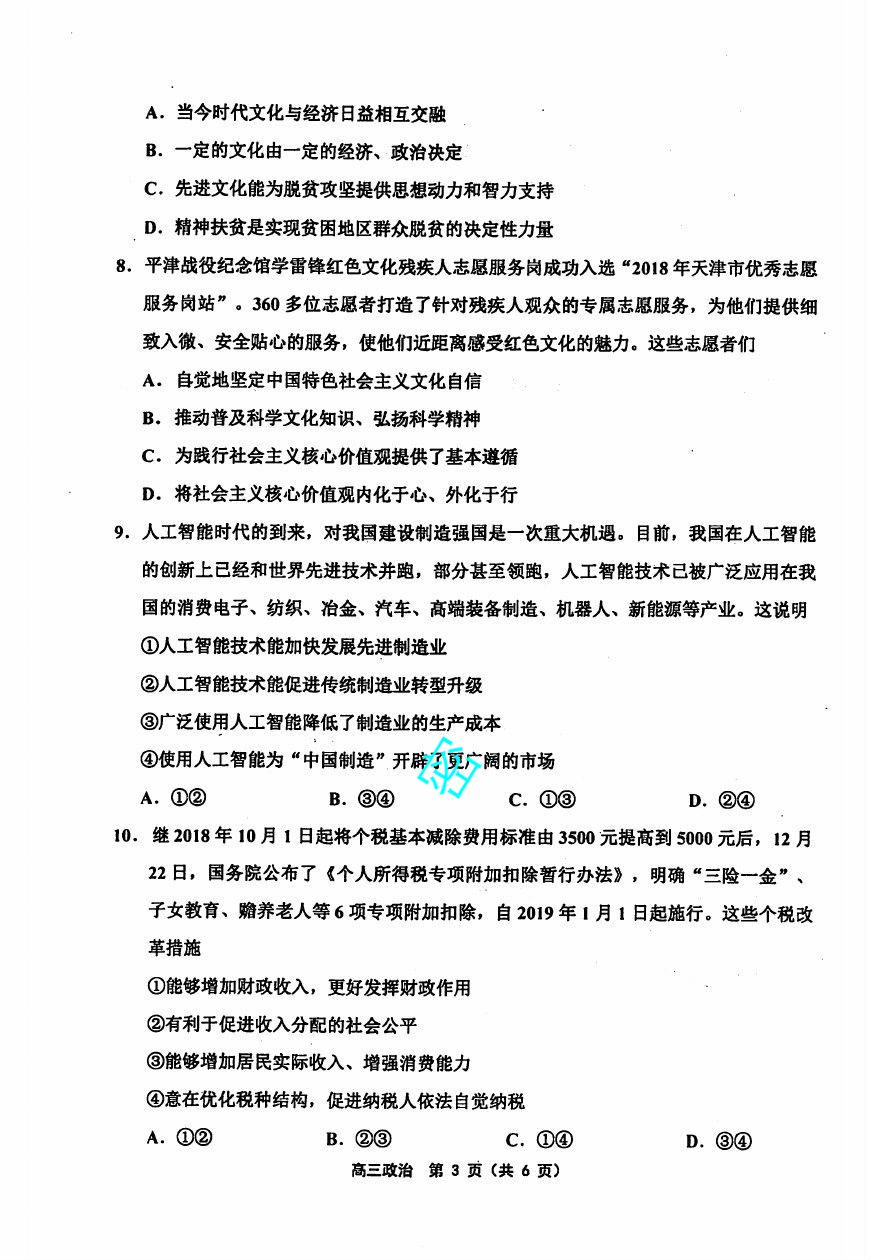 A．当今时代文化与经济日益相互交融
B．一定的文化由一定的经济、政治决定
C．先进文化能为脱贫攻坚提供思想动力和智力支持
D．精神扶贫是实现贫困地区群众脱贫的决定性力量
8．平津战役纪念馆学雷锋红色文化残疾人志愿服务岗成功入选“2018 年天津市优秀志愿
服务岗站”。360 多位志愿者打造了针对残疾人观众的专属志愿服务，为他们提供细
致入微、安全贴心的服务，使他们近距离感受红色文化的魅力。这些志愿者们
A．自觉地坚定中国特色社会主义文化自信
B．推动普及科学文化知识、弘扬科学精神
C．为践行社会主义核心价值观提供了基本遵循
D．将社会主义核心价值观内化于心、外化于行
9．人工智能时代的到来，对我国建设制造强国是一次重大机遇。目前，我国在人工智能
的创新上已经和世界先进技术并跑，部分甚至领跑，人工智能技术已被广泛应用在我
国的消费电子、纺织、冶金、汽车、高端装备制造、机器人、新能源等产业。这说明
①人工智能技术能加快发展先进制造业
②人工智能技术能促进传统制造业转型升级
③广泛使用人工智能降低了制造业的生产成本
④使用人工智能为“中国制造”开辟了更广阔的市场
A．①② B．③④ C．①③ D．②④
10．继 2018 年 10 月 1 日起将个税基本减除费用标准由 3500 元提高到 5000 元后，12 月
22 日，国务院公布了《个人所得税专项附加扣除暂行办法》，明确“三险一金”、
子女教育、赡养老人等 6 项专项附加扣除，自 2019 年 1 月 1 日起施行。这些个税改
革措施
①能够增加财政收入，更好发挥财政作用
②有利于促进收入分配的社会公平
③能够增加居民实际收入、增强消费能力
④意在优化税种结构，促进纳税人依法自觉纳税
A．①② B．②③ C．①④ D．③④
高三政治 第 3 页（共 6 页）